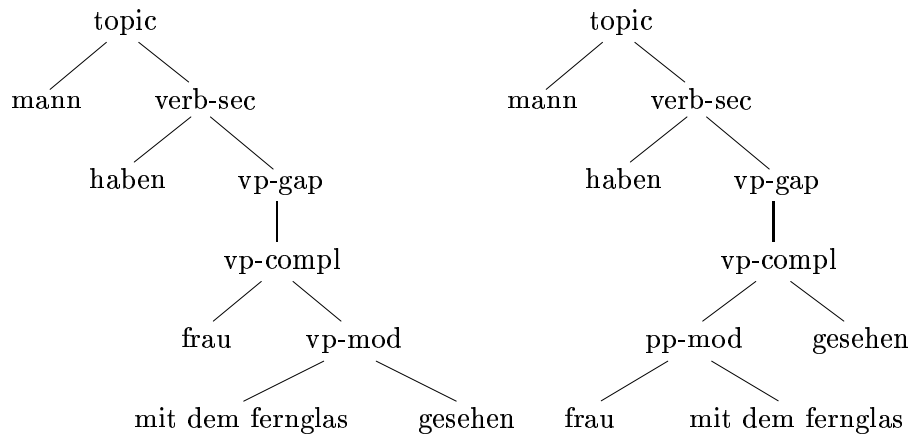 topic topic
mann verb-sec mann verb-sec
haben vp-gap haben vp-gap
vp-compl vp-compl
frau vp-mod pp-mod gesehen
mit dem fernglas gesehen frau mit dem fernglas